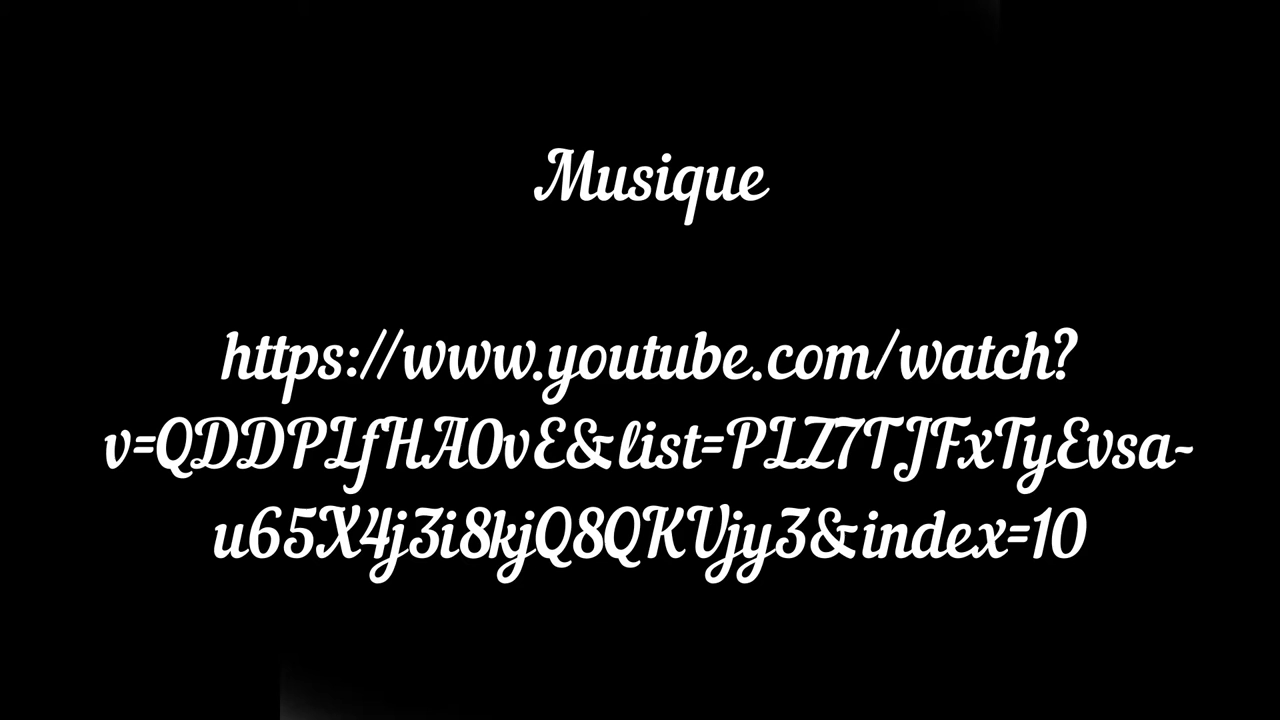 Musique
https://www.youtube.com/watch?
v=QDDPLfHA0vE&list=PLZ7TJFxTyEvsa-
u65X4j3i8kjQ8QKVjy3&index=10